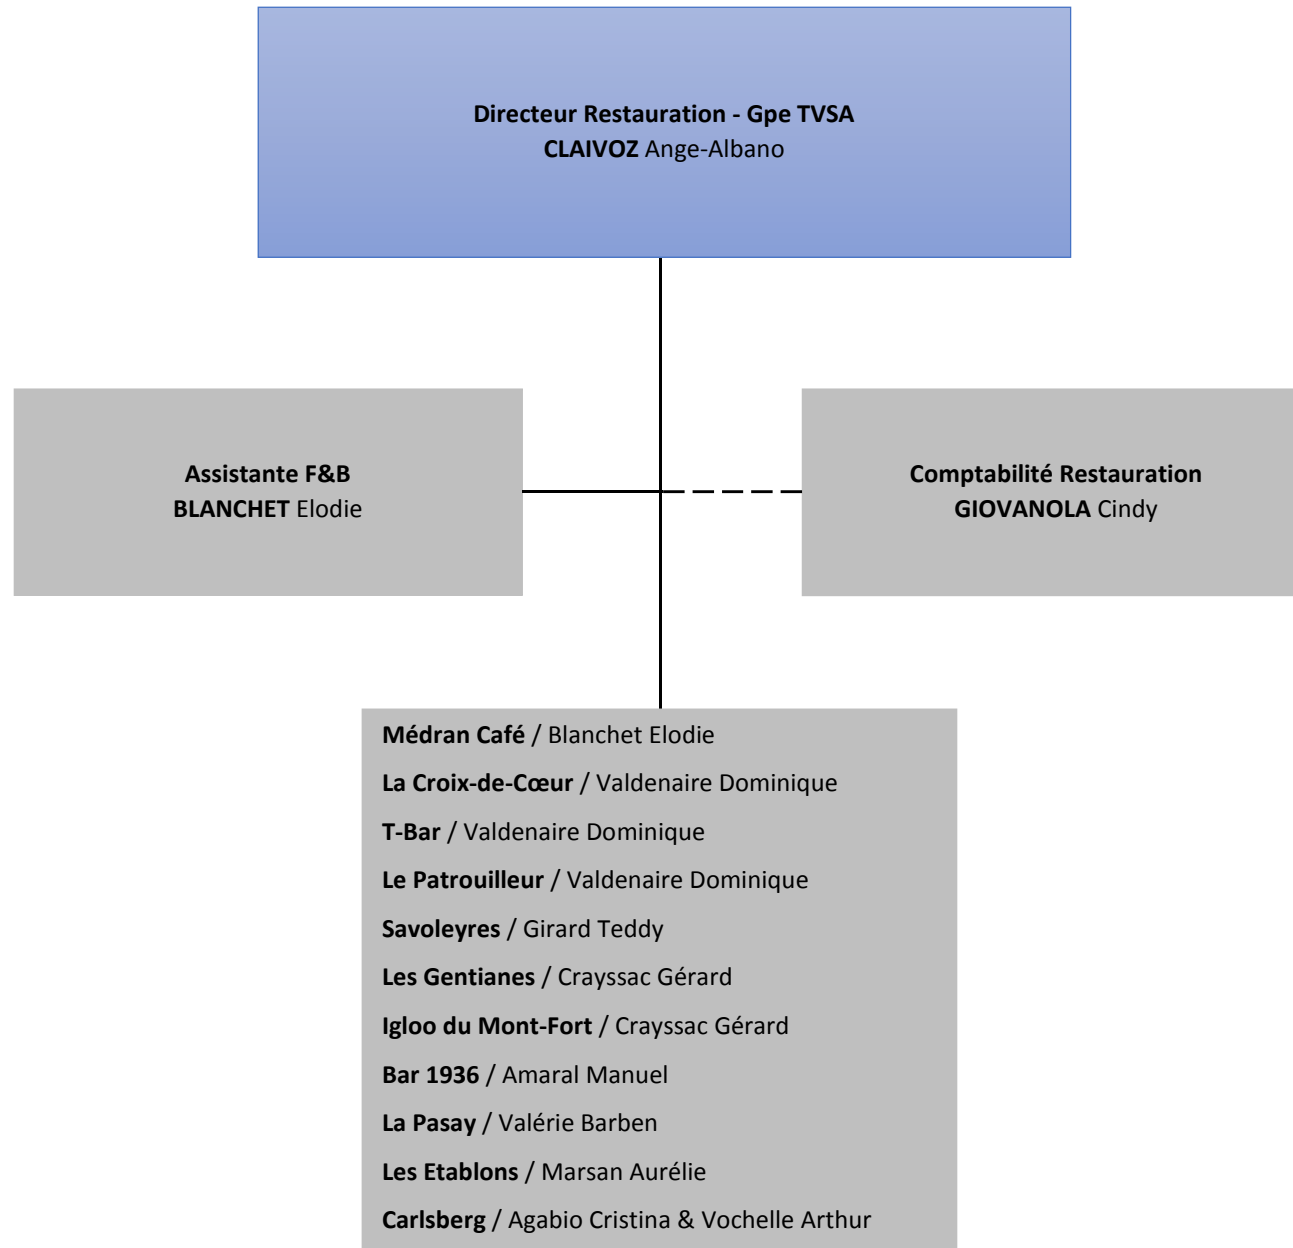 Directeur Restauration - Gpe TVSA
CLAIVOZ Ange-Albano
Assistante F&B
BLANCHET Elodie
Comptabilité Restauration
GIOVANOLA Cindy
Médran Café / Blanchet Elodie
La Croix-de-Cœur / Valdenaire Dominique
T-Bar / Valdenaire Dominique
Le Patrouilleur / Valdenaire Dominique
Savoleyres / Girard Teddy
Les Gentianes / Crayssac Gérard
Igloo du Mont-Fort / Crayssac Gérard
Bar 1936 / Amaral Manuel
La Pasay / Valérie Barben
Les Etablons / Marsan Aurélie
Carlsberg / Agabio Cristina & Vochelle Arthur